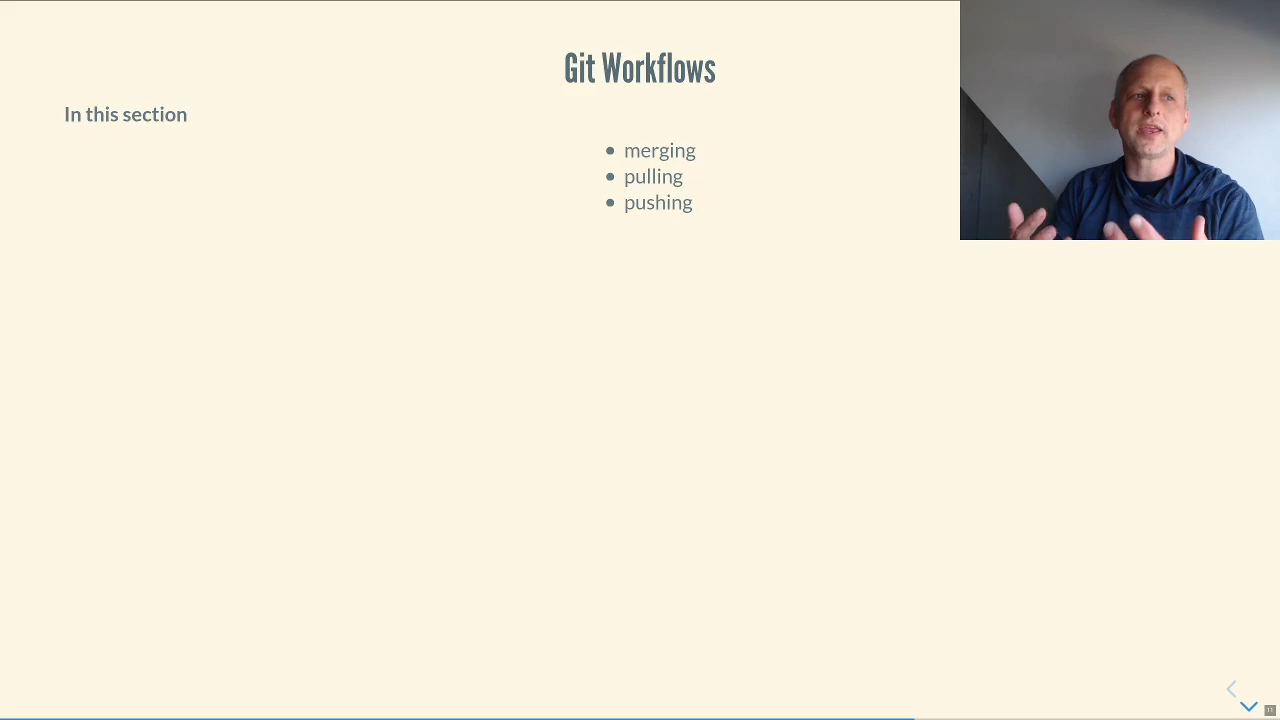 Git Workflows
In this section
merging
pulling
pushing